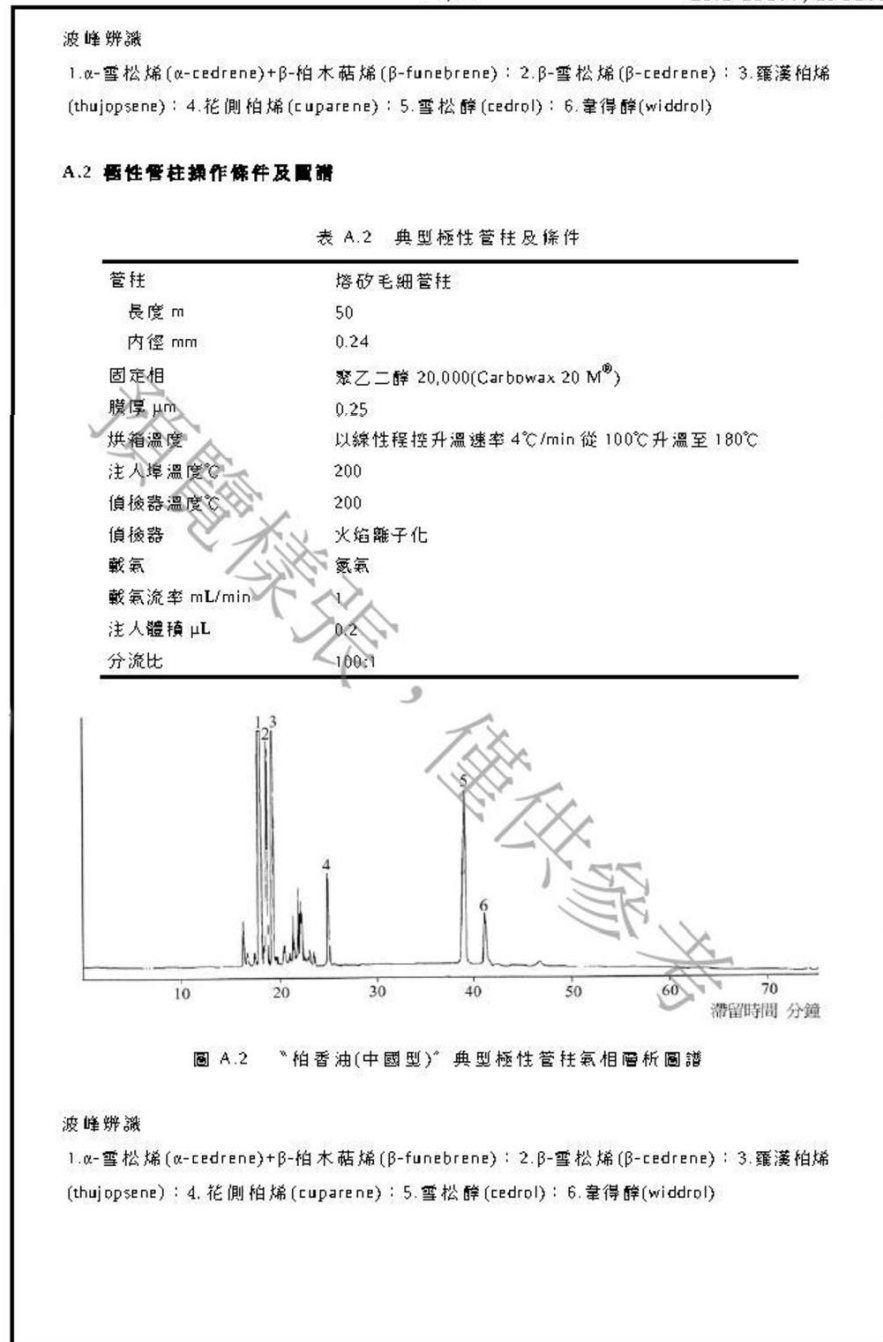 波峰辨識
1.α-雪松烯(α-cedrene)+β-柏木萜烯(β-funebrene)：2.β-雪松烯(β-cedrene)：3.羅漢柏烯
(thujopsene)：4.花側柏烯(cuparene)：5.雪松醇(cedrol)：6.韋得醇(widdrol)
A.2 極性管柱操作條件及圖譜
表 A.2 典型極性管柱及條件
管柱 熔矽毛細管柱
長度 m 50
內徑 mm 0.24
固定相 聚乙二醇 20,000(Carbowax 20 M®)
膜厚 μm 0.25
烘箱溫度 以線性程控升溫速率 4℃/min 從 100℃升溫至 180℃
注入埠溫度℃ 200
偵檢器溫度℃ 200
偵檢器 火焰離子化
載氣 氮氣
載氣流率 mL/min 1
注入體積 μL 0.2
分流比 100:1
預覽樣張，僅供參考
1 2 3 4 5 6
10 20 30 40 50 60 70
滯留時間 分鐘
圖 A.2 〝柏香油(中國型)〞典型極性管柱氣相層析圖譜
波峰辨識
1.α-雪松烯(α-cedrene)+β-柏木萜烯(β-funebrene)：2.β-雪松烯(β-cedrene)：3.羅漢柏烯
(thujopsene)：4.花側柏烯(cuparene)：5.雪松醇(cedrol)：6.韋得醇(widdrol)